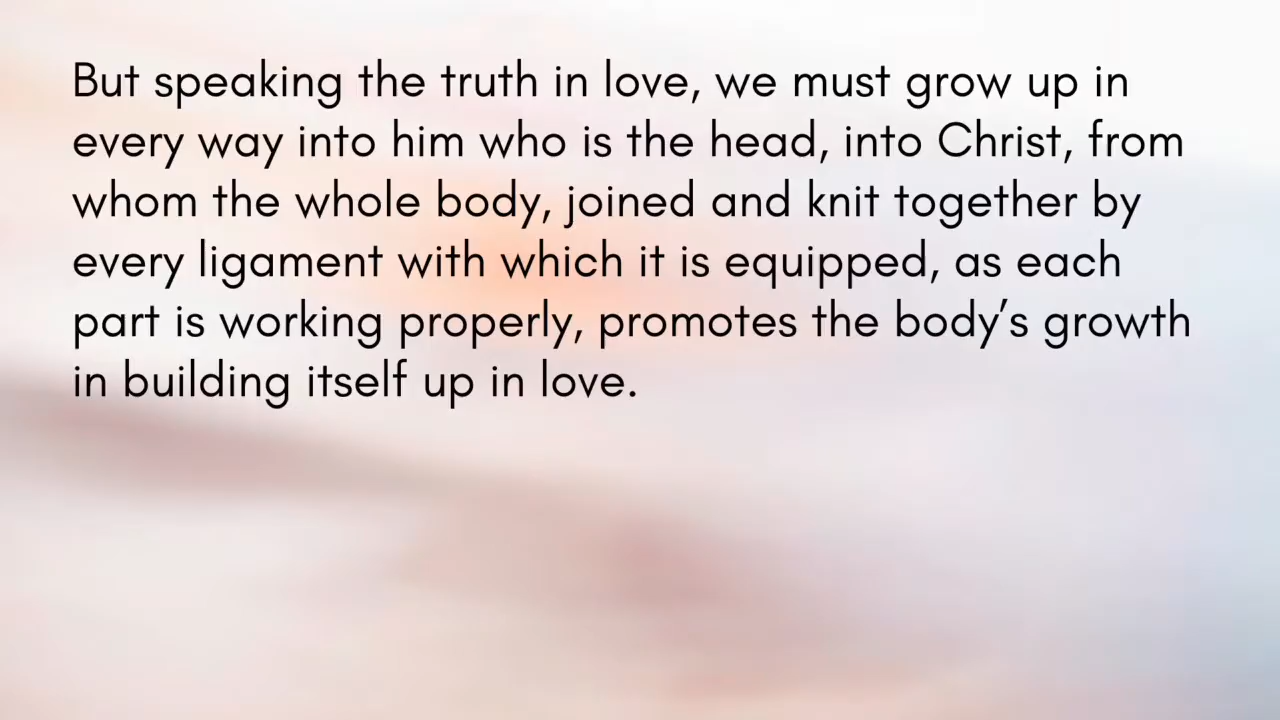 But speaking the truth in love, we must grow up in
every way into him who is the head, into Christ, from
whom the whole body, joined and knit together by
every ligament with which it is equipped, as each
part is working properly, promotes the body’s growth
in building itself up in love.